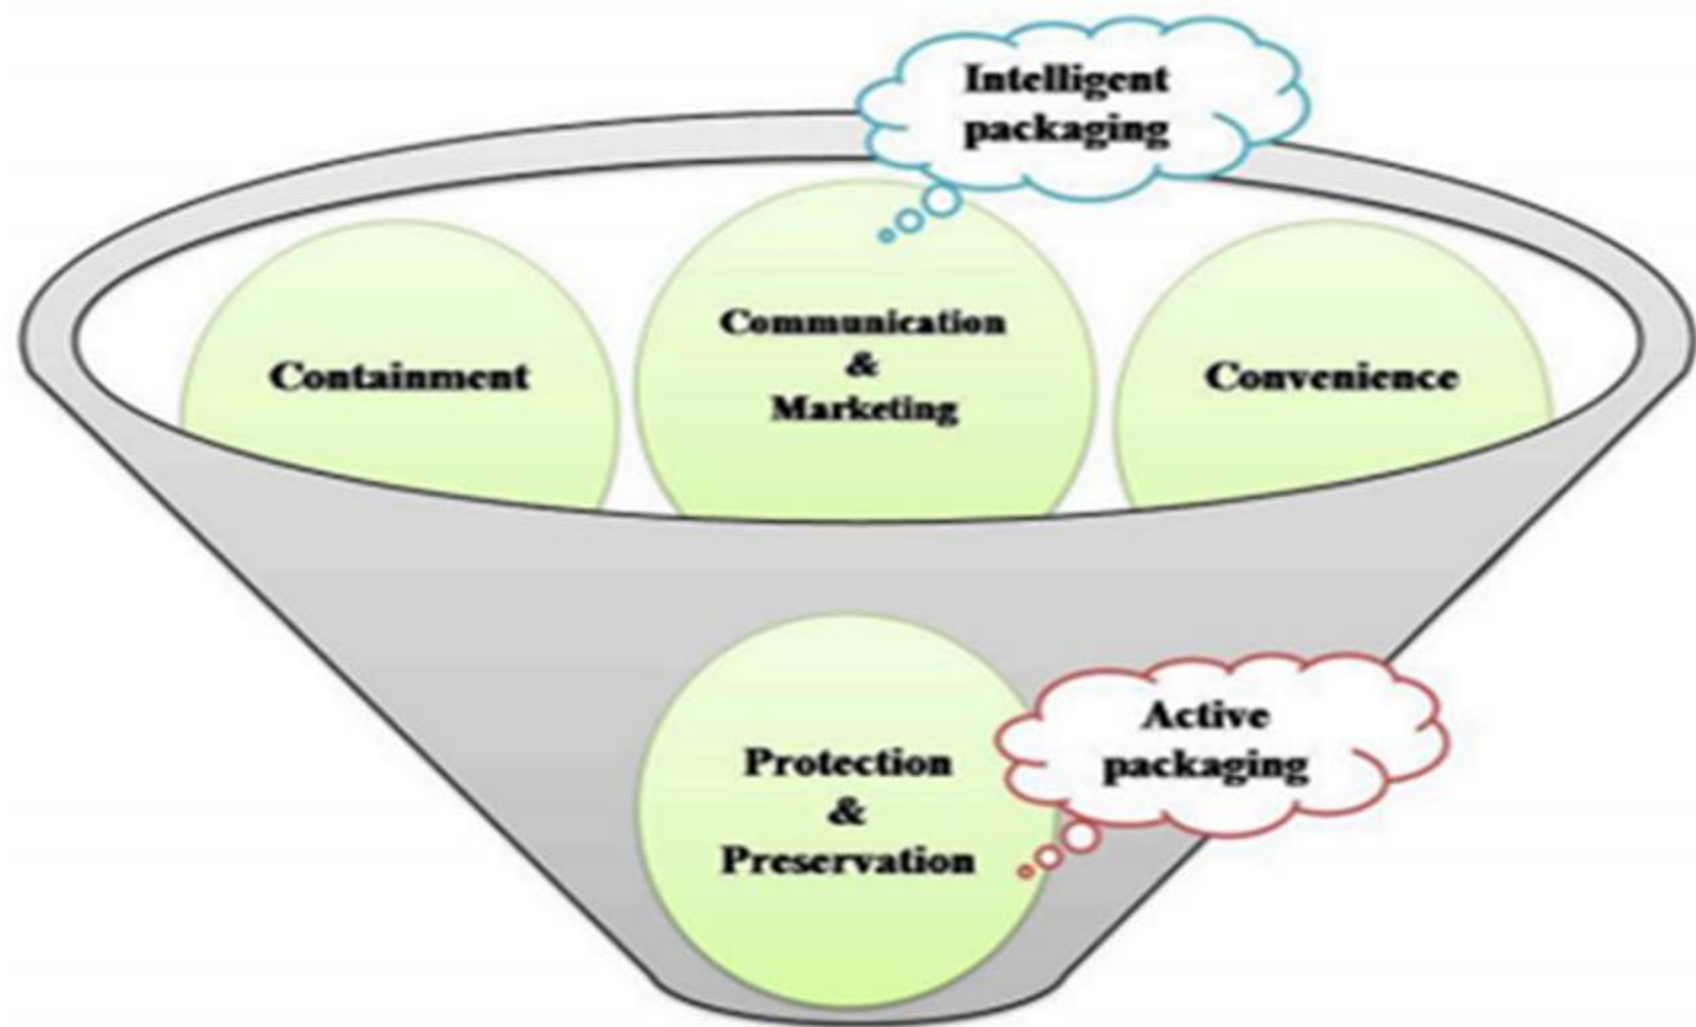 Intelligent
packaging
Containment
Communication
&
Marketing
Convenience
Protection
&
Preservation
Active
packaging